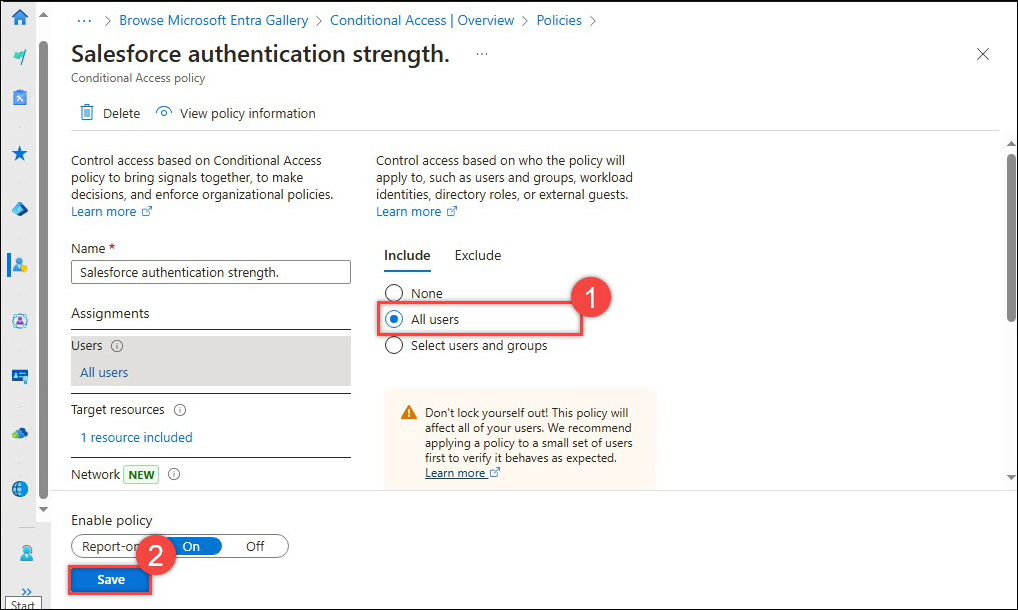 ··· > Browse Microsoft Entra Gallery > Conditional Access | Overview > Policies >
Salesforce authentication strength. ···
Conditional Access policy
Delete View policy information
Control access based on Conditional Access
policy to bring signals together, to make
decisions, and enforce organizational policies.
Learn more
Name *
Salesforce authentication strength.
Assignments
Users
All users
Target resources
1 resource included
Network NEW
Control access based on who the policy will
apply to, such as users and groups, workload
identities, directory roles, or external guests.
Learn more
Include Exclude
None
1
All users
Select users and groups
Don't lock yourself out! This policy will
affect all of your users. We recommend
applying a policy to a small set of users
first to verify it behaves as expected.
Learn more
Enable policy
Report-on On Off
2
Save
Start